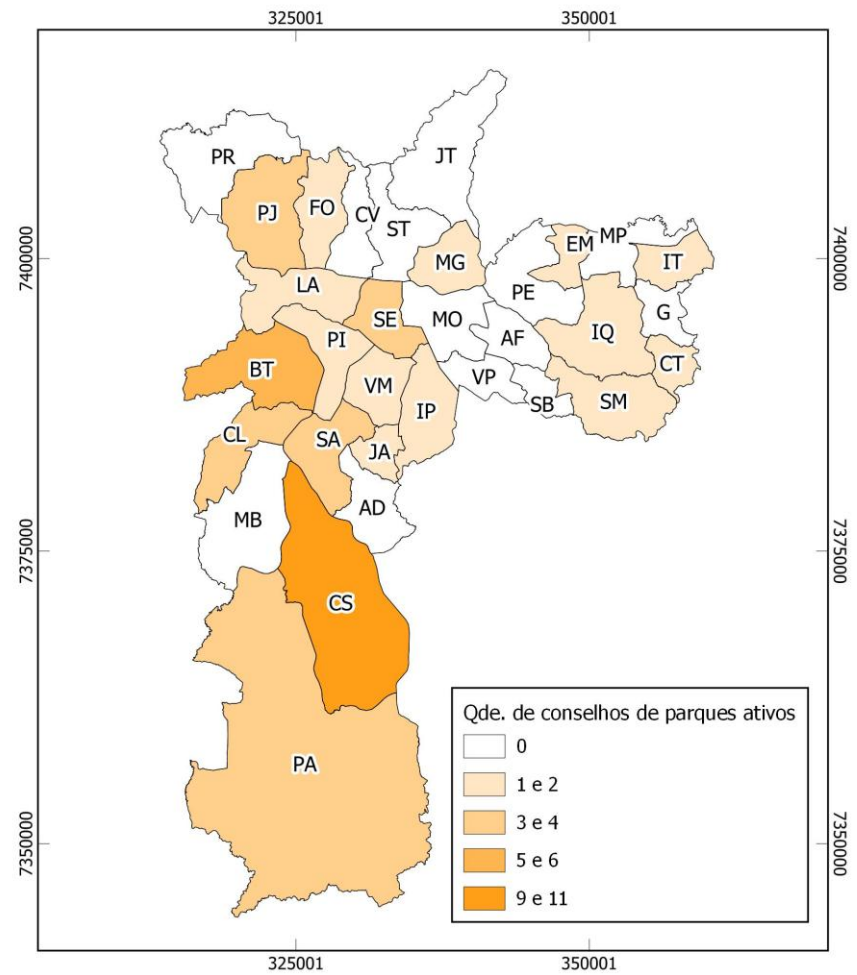 325001
350001
PR
JT
PJ
FO
CV
ST
EM
MP
7400000
MG
IT
7400000
LA
PE
SE
MO
G
PI
AF
IQ
BT
CT
VM
VP
IP
SB
SM
CL
SA
JA
MB
AD
7375000
7375000
CS
Qde. de conselhos de parques ativos
0
PA
1 e 2
3 e 4
7350000
7350000
5 e 6
9 e 11
325001
350001